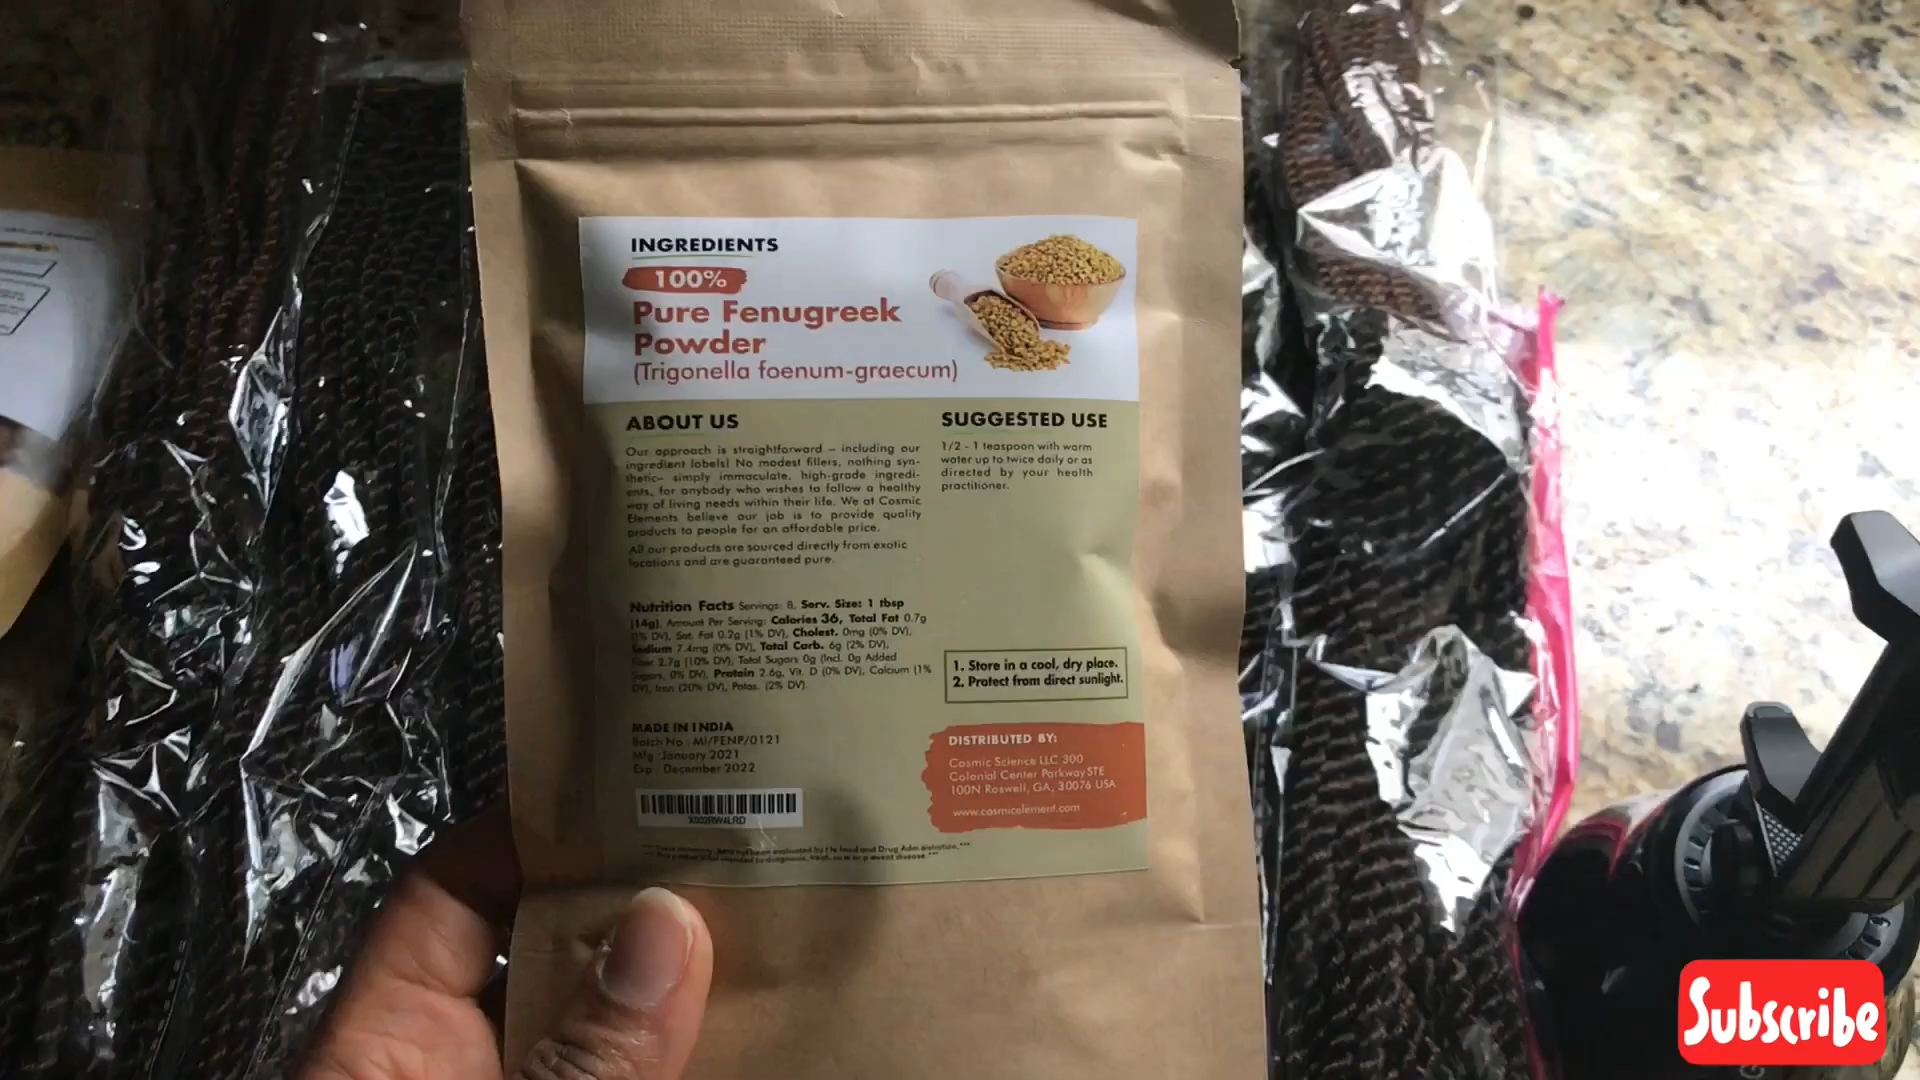 INGREDIENTS
100%
Pure Fenugreek
Powder
(Trigonella foenum-graecum)
ABOUT US
Our approach is straightforward – including our
ingredient labels! No modest fillers, nothing syn-
thetic– simply immaculate, high-grade ingredi-
ents, for anybody who wishes to follow a healthy
way of living needs within their life. We at Cosmic
Elements believe our job is to provide quality
products to people for an affordable price.
All our products are sourced directly from exotic
locations and are guaranteed pure.
SUGGESTED USE
1/2 - 1 teaspoon with warm
water up to twice daily or as
directed by your health
practitioner.
Nutrition Facts Servings: 8, Serv. Size: 1 tbsp
(14g), Amount Per Serving: Calories 36, Total Fat 0.7g
(1% DV), Sat. Fat 0.2g (1% DV), Cholest. 0mg (0% DV),
Sodium 7.4mg (0% DV), Total Carb. 6g (2% DV),
Fiber 2.7g (10% DV), Total Sugars 0g (Incl. 0g Added
Sugars, 0% DV), Protein 2.6g, Vit. D (0% DV), Calcium (1%
DV), Iron (20% DV), Potas. (2% DV).
1. Store in a cool, dry place.
2. Protect from direct sunlight.
MADE IN INDIA
Batch No : MI/FENP/0121
Mfg : January 2021
Exp : December 2022
X002RW4LRD
DISTRIBUTED BY:
Cosmic Science LLC 300
Colonial Center Parkway STE
100N Roswell, GA, 30076 USA
www.cosmicelement.com
evaluated by the Food and Drug Administration.***
disease.***
Subscribe